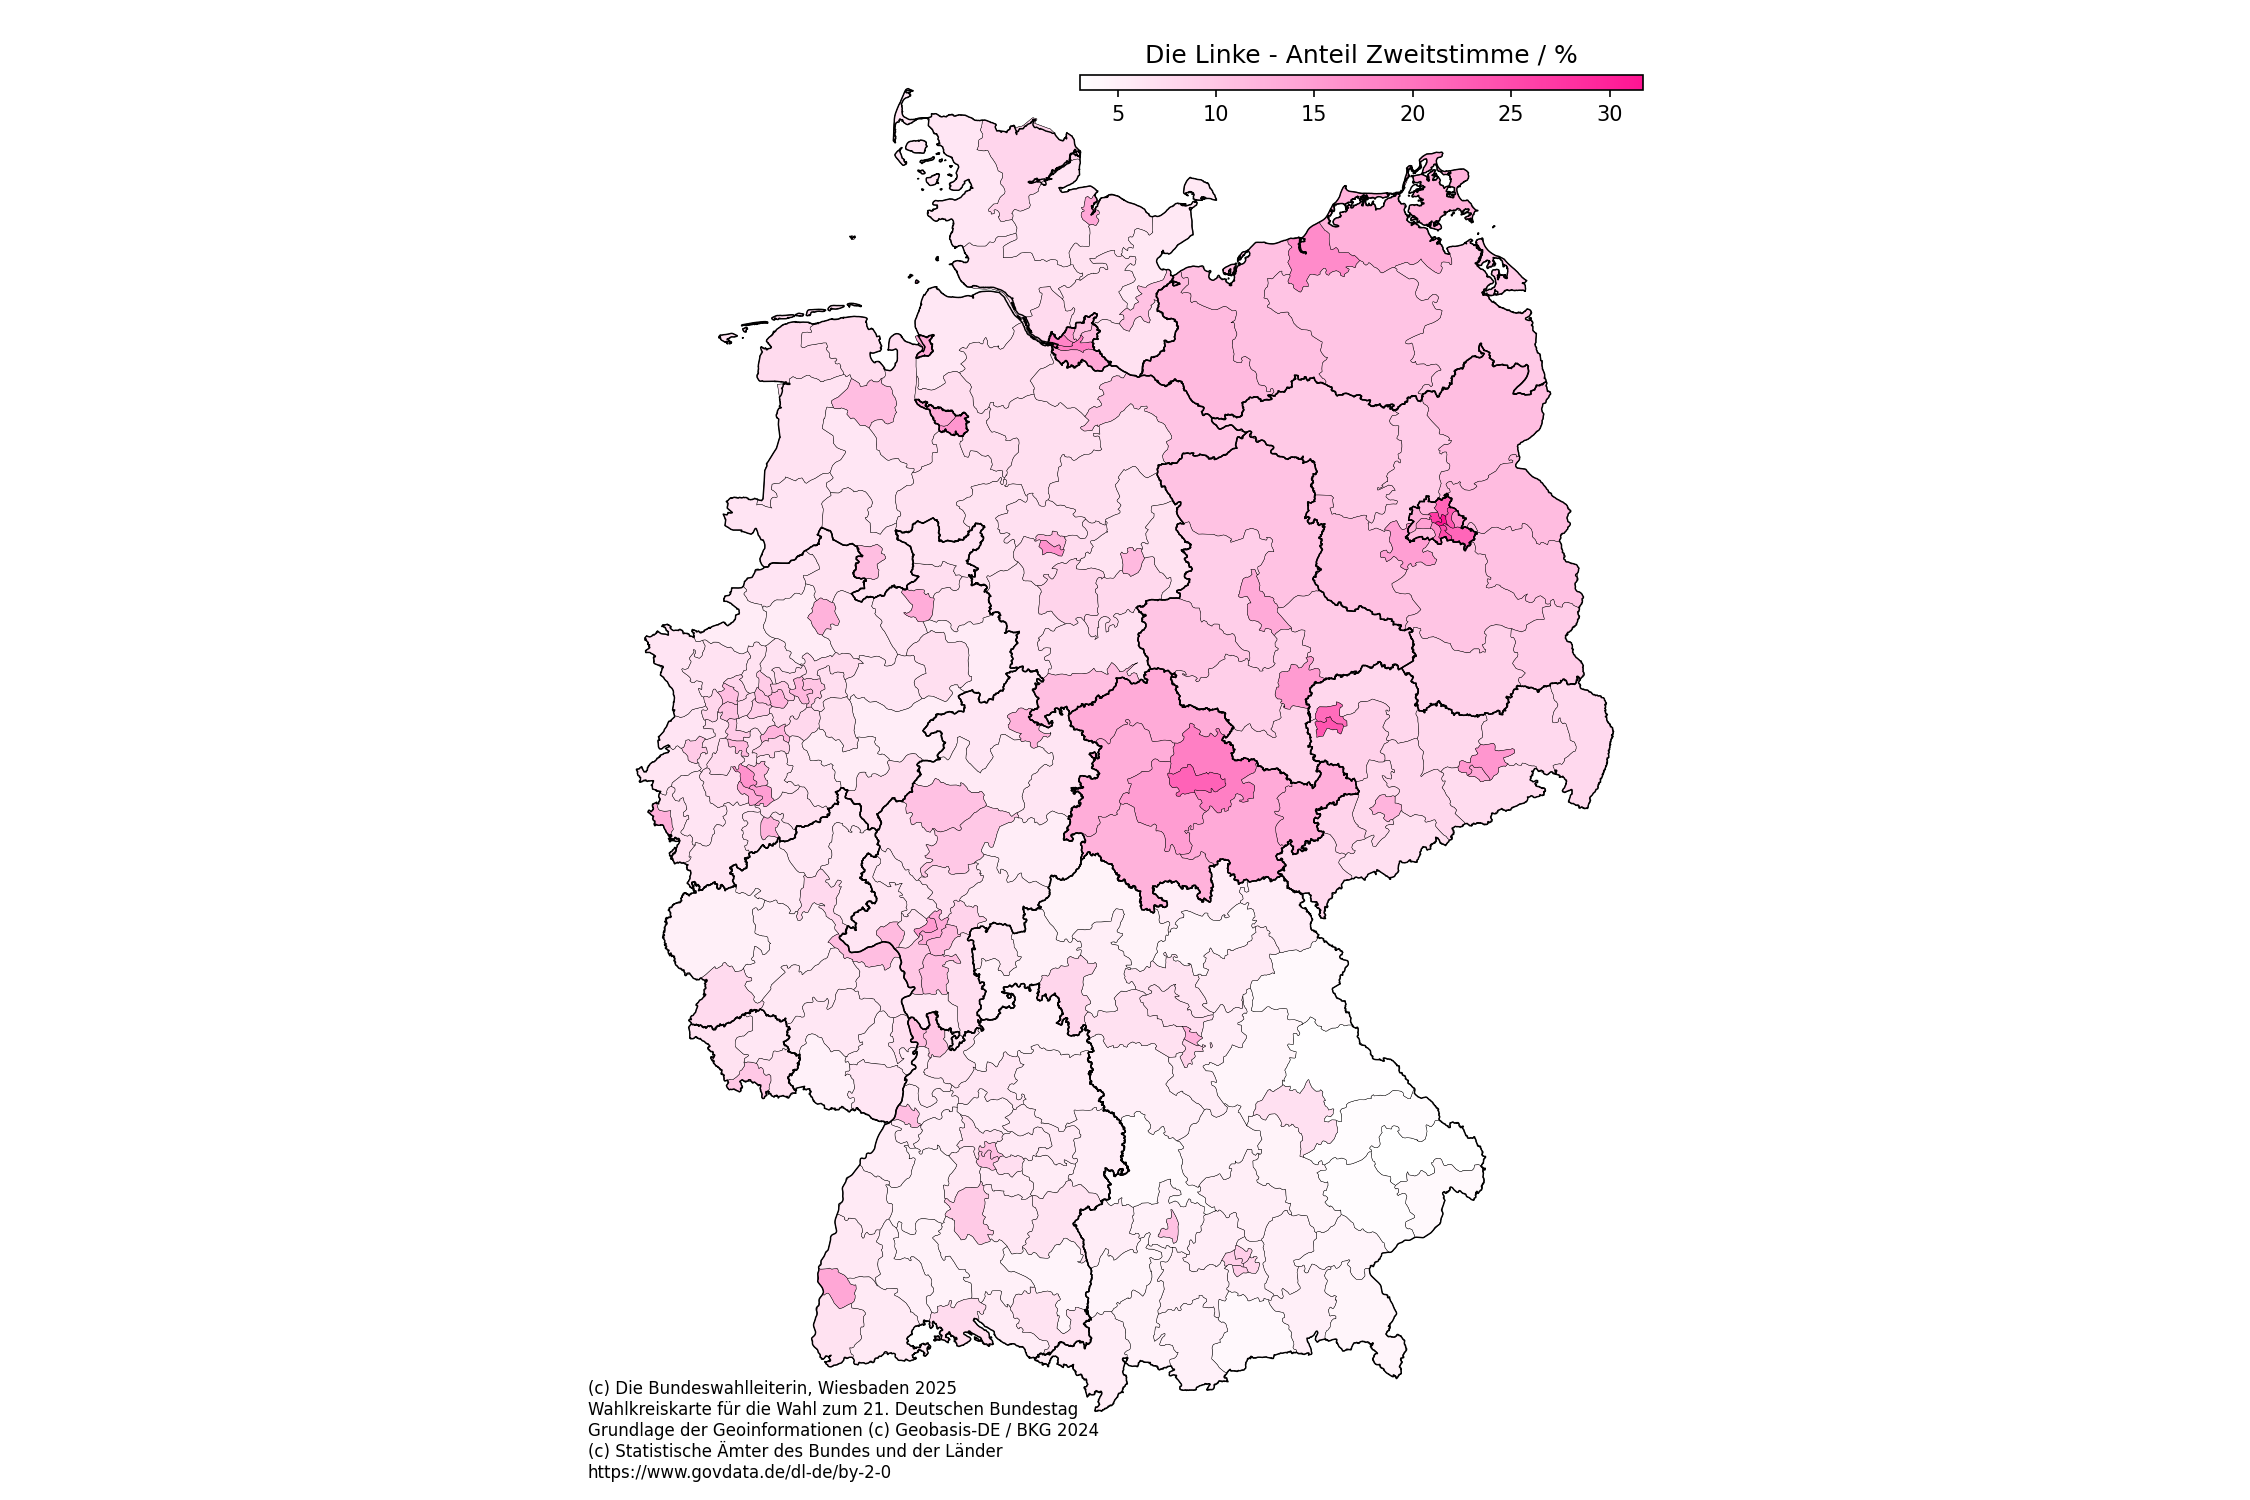 Die Linke - Anteil Zweitstimme / %
5 10 15 20 25 30
(c) Die Bundeswahlleiterin, Wiesbaden 2025
Wahlkreiskarte für die Wahl zum 21. Deutschen Bundestag
Grundlage der Geoinformationen (c) Geobasis-DE / BKG 2024
(c) Statistische Ämter des Bundes und der Länder
https://www.govdata.de/dl-de/by-2-0